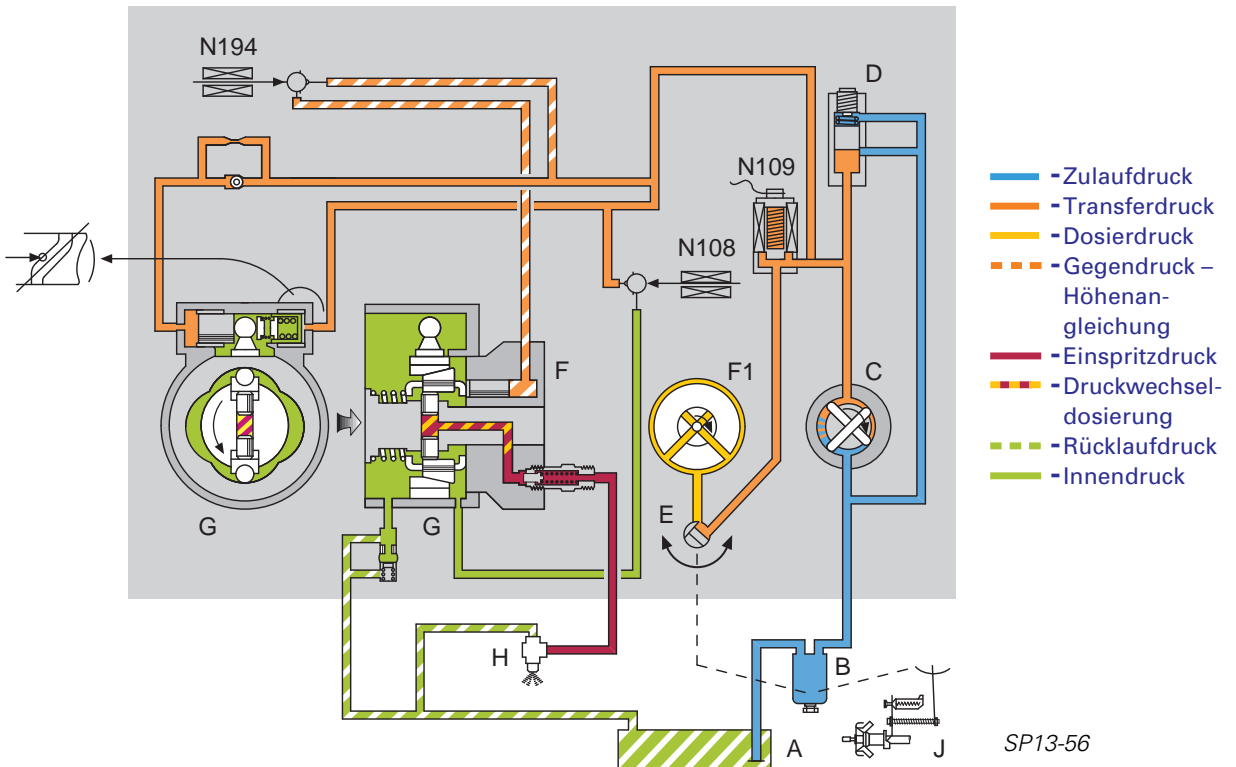 N194
D
N109
N108
F
F1
C
G
G
E
H
B
A
J
SP13-56
- Zulaufdruck
- Transferdruck
- Dosierdruck
- Gegendruck –
Höhenan-
gleichung
- Einspritzdruck
- Druckwechsel-
dosierung
- Rücklaufdruck
- Innendruck